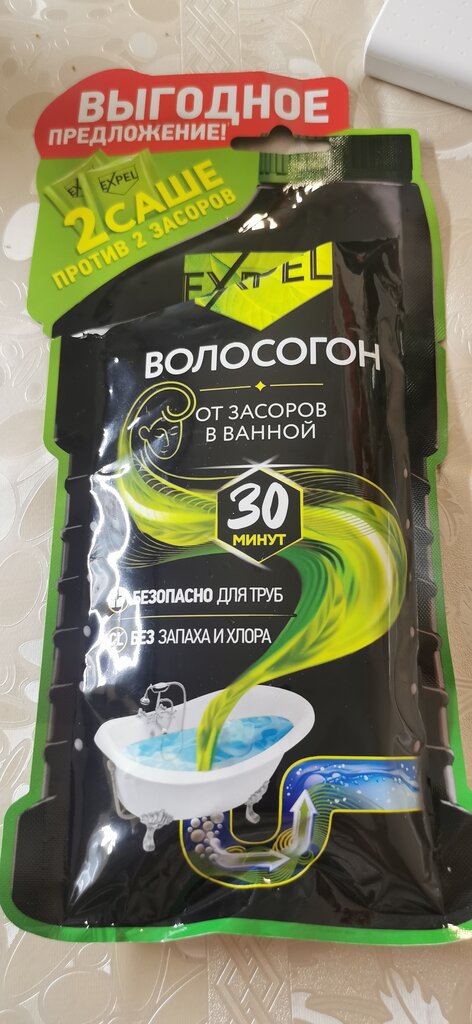 ВЫГОДНОЕ
ПРЕДЛОЖЕНИЕ!
EXPEL
2 САШЕ
ПРОТИВ 2 ЗАСОРОВ
EXPEL
ВОЛОСОГОН
ОТ ЗАСОРОВ
В ВАННОЙ
30
МИНУТ
БЕЗОПАСНО ДЛЯ ТРУБ
CL БЕЗ ЗАПАХА И ХЛОРА